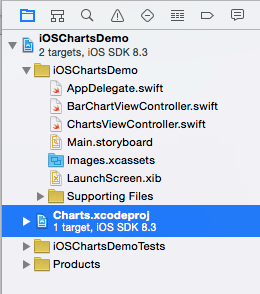 iOSChartsDemo
2 targets, iOS SDK 8.3
iOSChartsDemo
AppDelegate.swift
BarChartViewController.swift
ChartsViewController.swift
Main.storyboard
Images.xcassets
LaunchScreen.xib
Supporting Files
Charts.xcodeproj
1 target, iOS SDK 8.3
iOSChartsDemoTests
Products